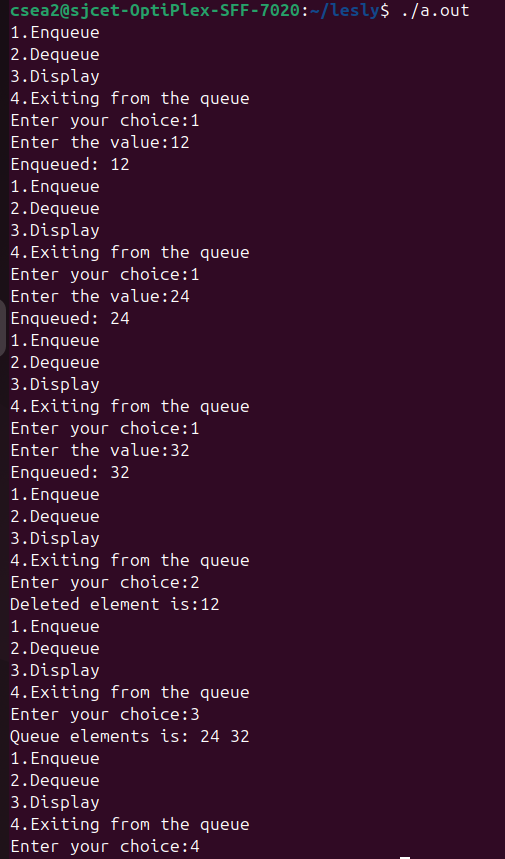 csea2@sjcet-OptiPlex-SFF-7020:~/lesly$ ./a.out
1.Enqueue
2.Dequeue
3.Display
4.Exiting from the queue
Enter your choice:1
Enter the value:12
Enqueued: 12
1.Enqueue
2.Dequeue
3.Display
4.Exiting from the queue
Enter your choice:1
Enter the value:24
Enqueued: 24
1.Enqueue
2.Dequeue
3.Display
4.Exiting from the queue
Enter your choice:1
Enter the value:32
Enqueued: 32
1.Enqueue
2.Dequeue
3.Display
4.Exiting from the queue
Enter your choice:2
Deleted element is:12
1.Enqueue
2.Dequeue
3.Display
4.Exiting from the queue
Enter your choice:3
Queue elements is: 24 32
1.Enqueue
2.Dequeue
3.Display
4.Exiting from the queue
Enter your choice:4